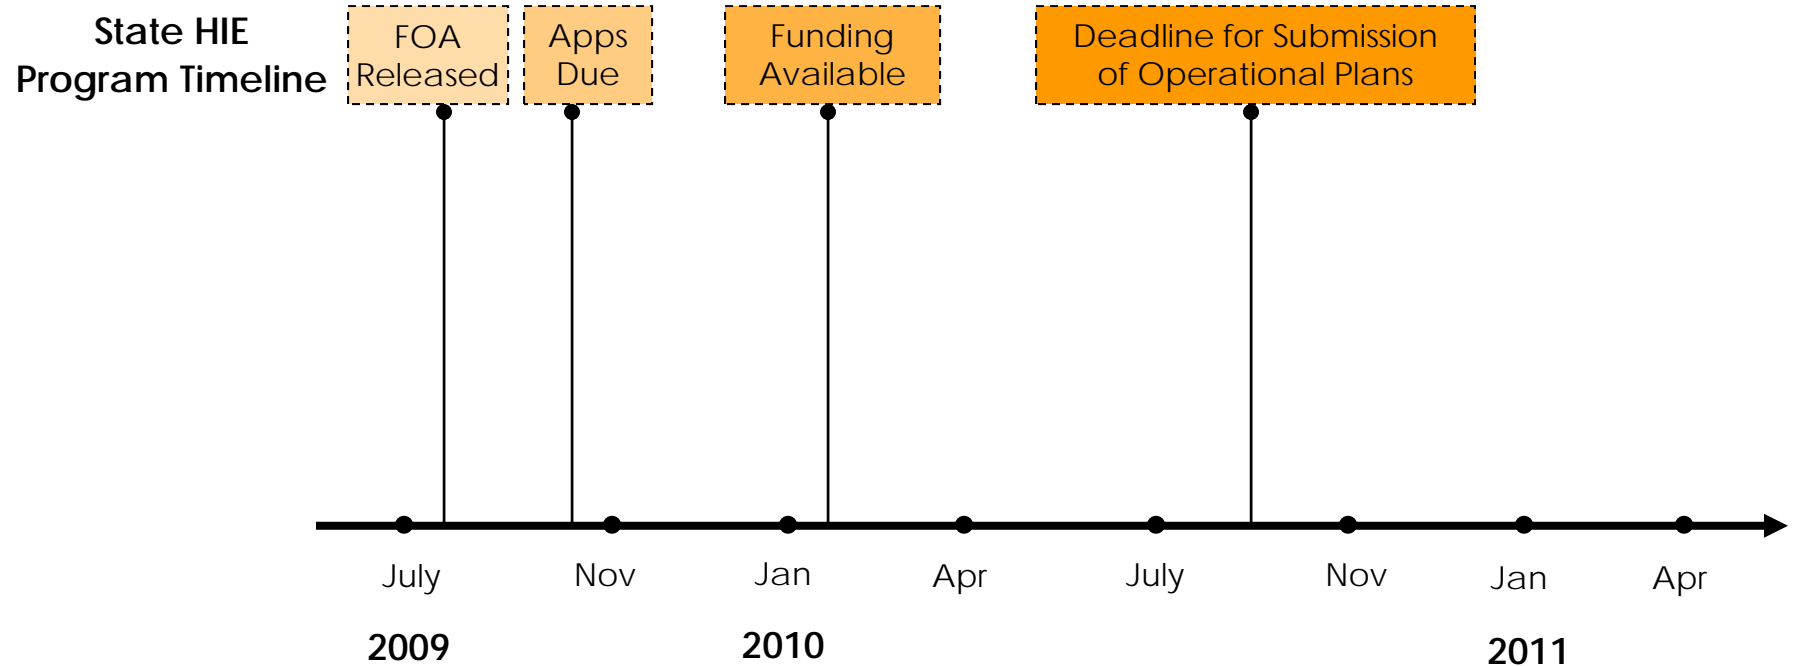 State HIE
Program Timeline
FOA
Released
Apps
Due
Funding
Available
Deadline for Submission
of Operational Plans
July
Nov
Jan
Apr
July
Nov
Jan
Apr
2009
2010
2011